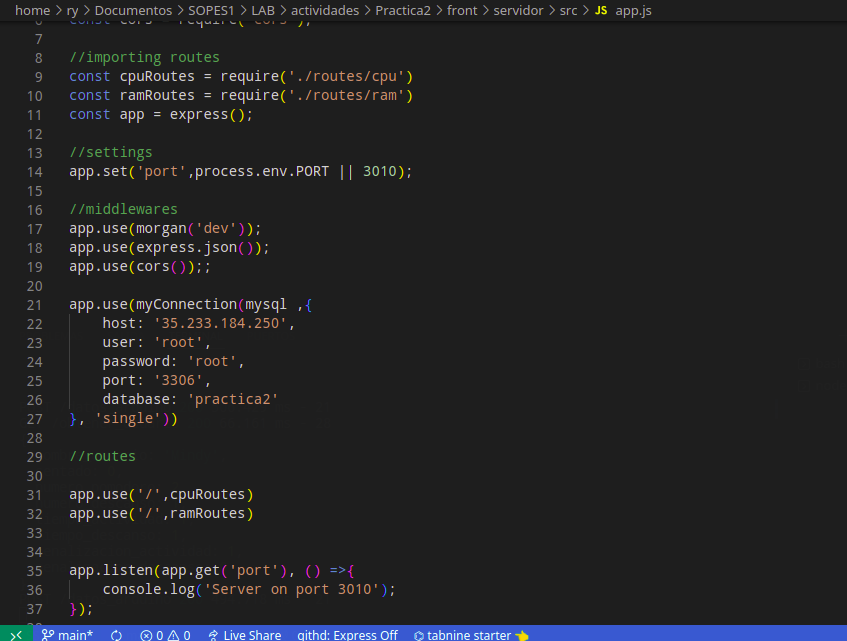 home > ry > Documentos > SOPES1 > LAB > actividades > Practica2 > front > servidor > src > JS app.js
6 const cors = require('cors');
7
8 //importing routes
9 const cpuRoutes = require('./routes/cpu')
10 const ramRoutes = require('./routes/ram')
11 const app = express();
12
13 //settings
14 app.set('port',process.env.PORT || 3010);
15
16 //middlewares
17 app.use(morgan('dev'));
18 app.use(express.json());
19 app.use(cors());;
20
21 app.use(myConnection(mysql ,{
22     host: '35.233.184.250',
23     user: 'root',
24     password: 'root',
25     port: '3306',
26     database: 'practica2'
27 }, 'single'))
28
29 //routes
30
31 app.use('/',cpuRoutes)
32 app.use('/',ramRoutes)
33
34
35 app.listen(app.get('port'), () =>{
36     console.log('Server on port 3010');
37 });
main* 0 0 Live Share githd: Express Off tabnine starter